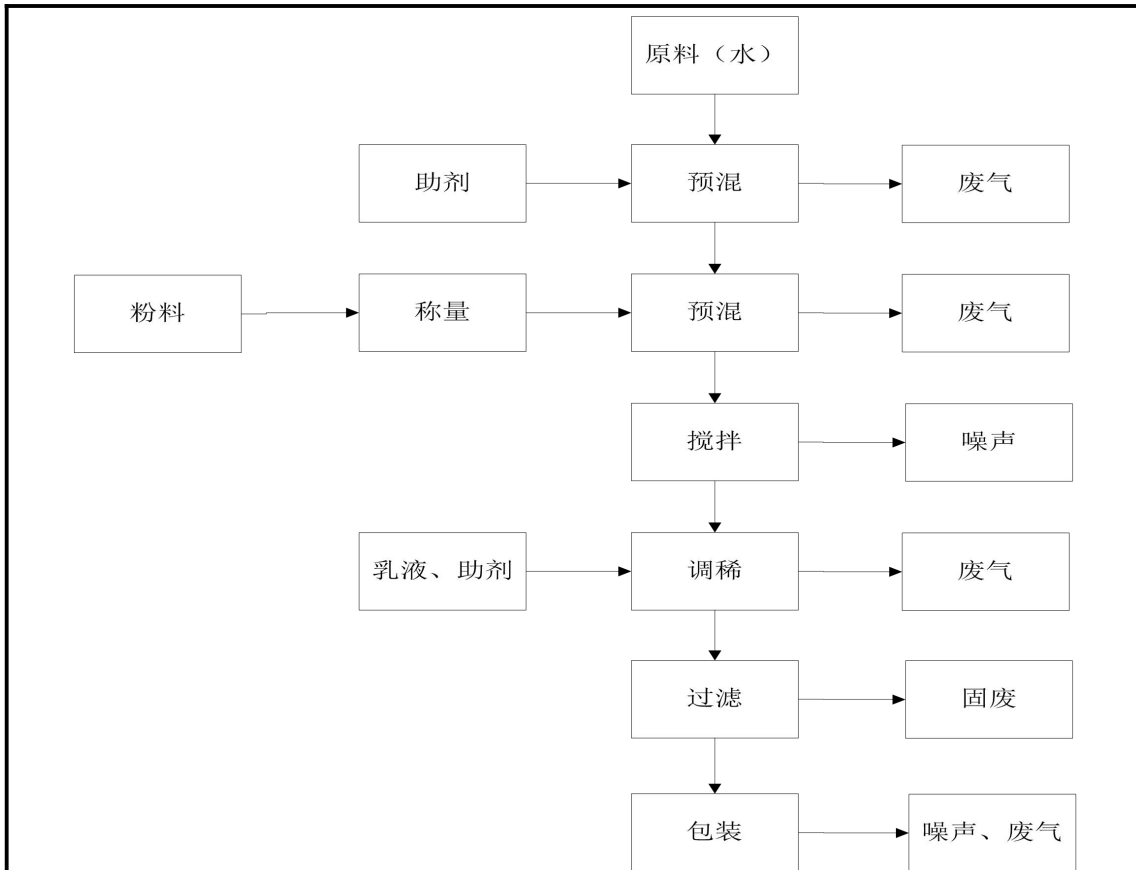 原料（水）
助剂
预混
废气
粉料
称量
预混
废气
搅拌
噪声
乳液、助剂
调稀
废气
过滤
固废
包装
噪声、废气